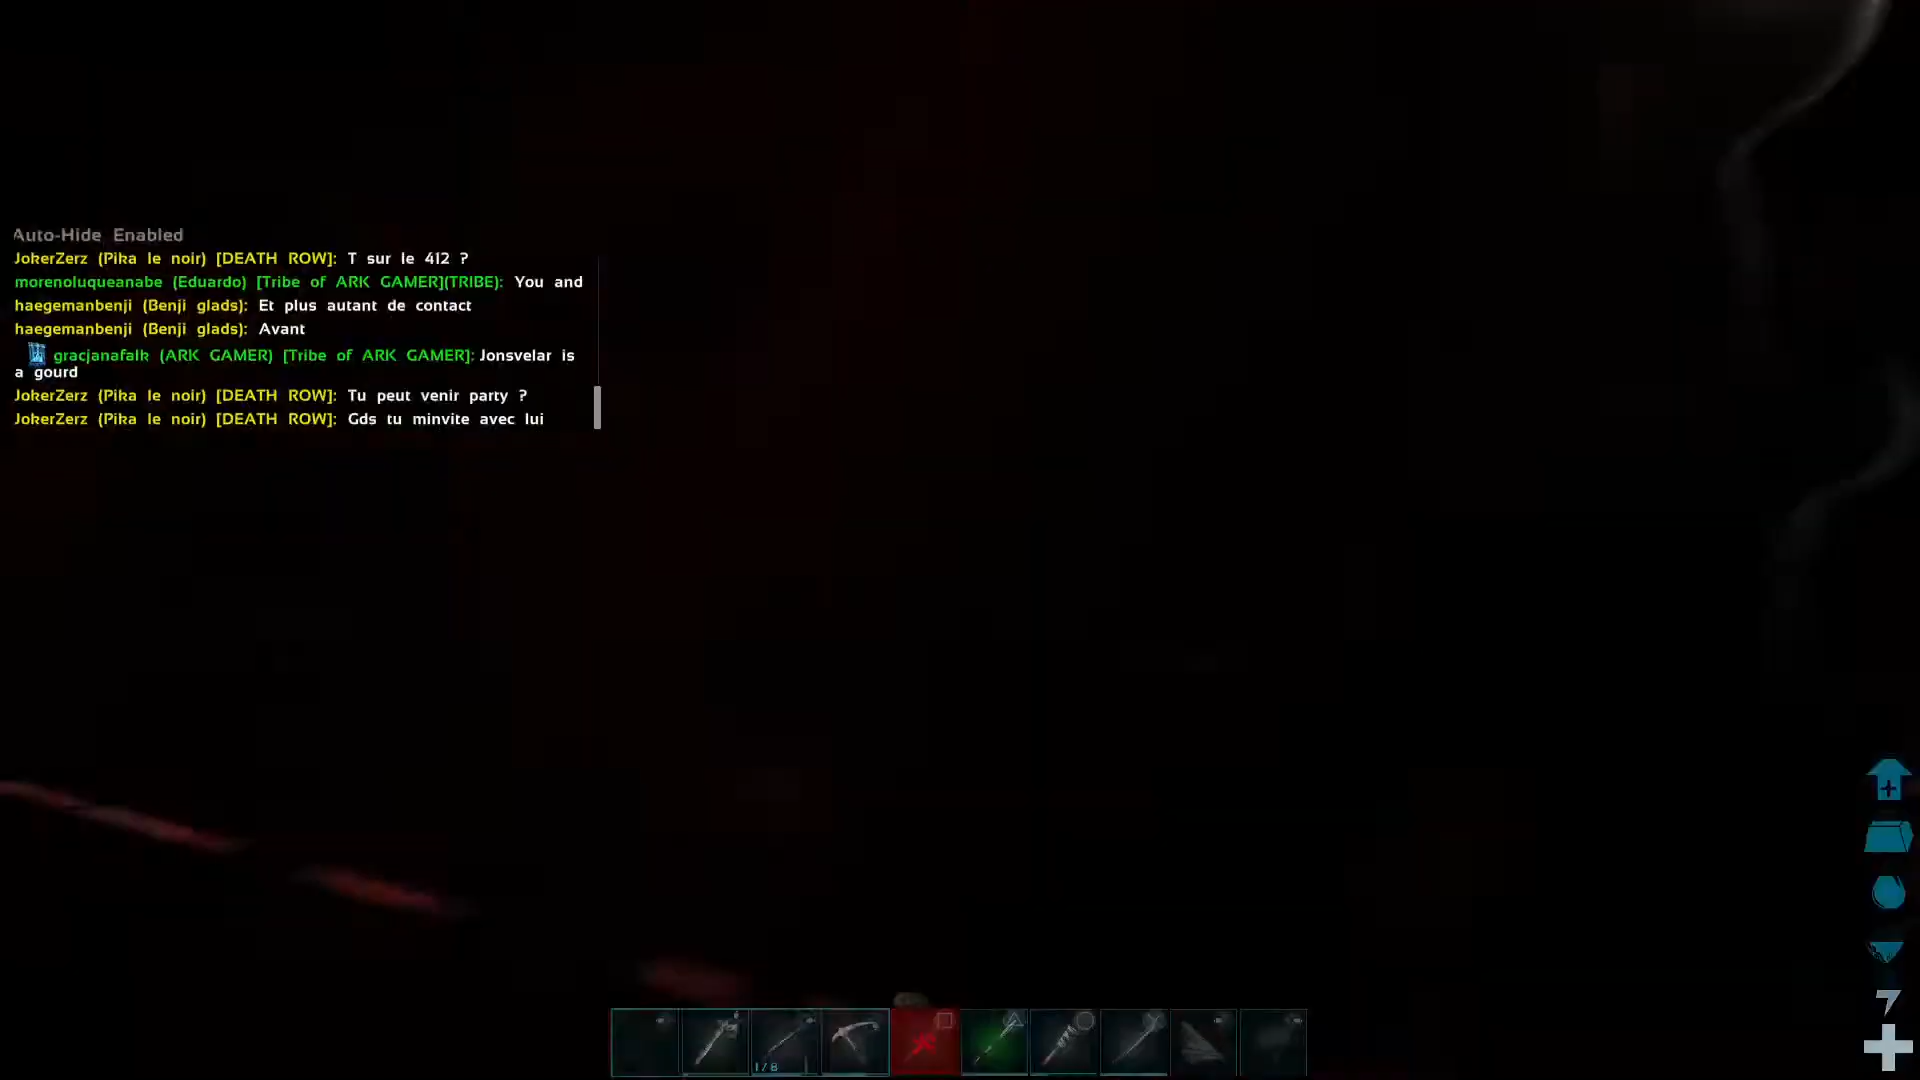 Auto-Hide Enabled
JokerZerz (Pika le noir) [DEATH ROW]: T sur le 412 ?
morenoluqueanabe (Eduardo) [Tribe of ARK GAMER](TRIBE): You and
haegemanbenji (Benji glads): Et plus autant de contact
haegemanbenji (Benji glads): Avant
gracjanafalk (ARK GAMER) [Tribe of ARK GAMER]: Jonsvelar is
a gourd
JokerZerz (Pika le noir) [DEATH ROW]: Tu peut venir party ?
JokerZerz (Pika le noir) [DEATH ROW]: Gds tu minvite avec lui
1/8